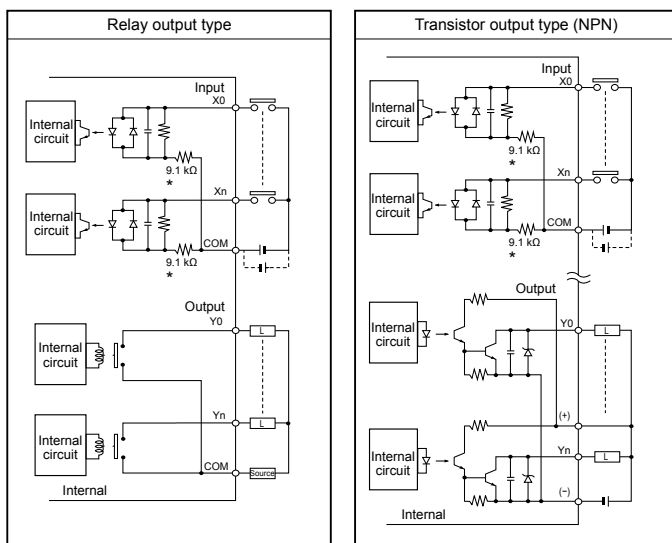 Relay output type
Input
X0
Internal
circuit
9.1 kΩ
*
Xn
Internal
circuit
COM
9.1 kΩ
*
Output
Y0
L
Internal
circuit
Yn
L
Internal
circuit
COM
Source
Internal
Transistor output type (NPN)
Input
X0
Internal
circuit
9.1 kΩ
*
Xn
Internal
circuit
COM
9.1 kΩ
*
Output
Y0
L
Internal
circuit
(+)
Yn
L
Internal
circuit
(−)
Internal